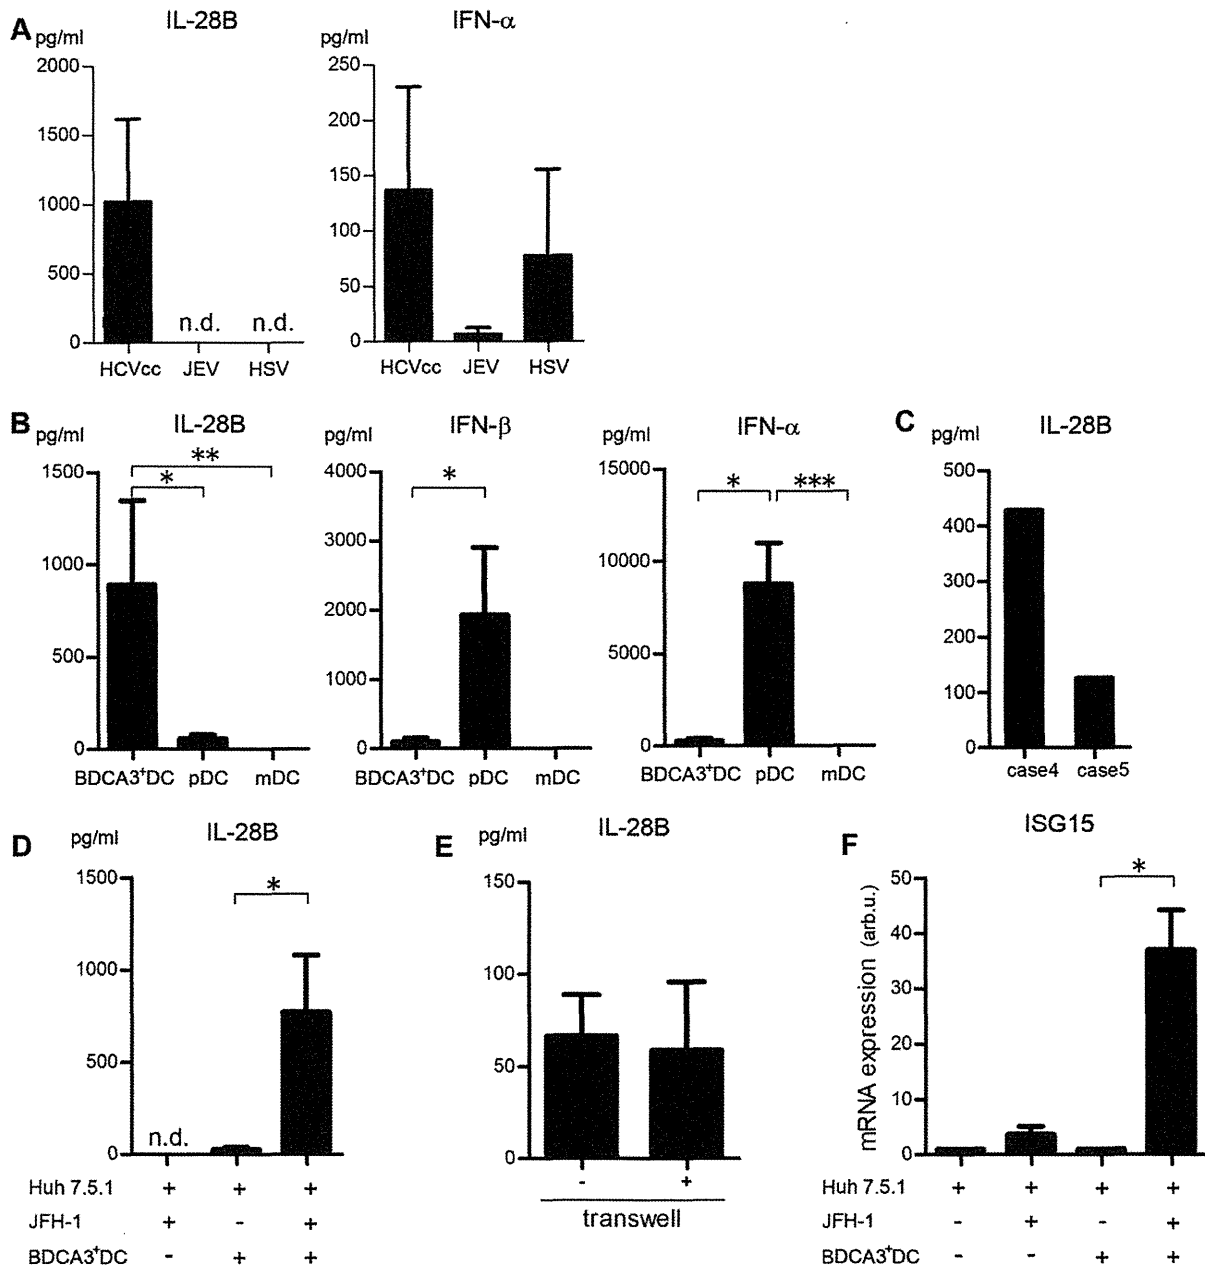 A
IL-28B
pg/ml
2000
1500
1000
500
0
n.d.
n.d.
HCVcc
JEV
HSV
IFN-α
pg/ml
250
200
150
100
50
0
HCVcc
JEV
HSV
B
IL-28B
pg/ml
**
*
1500
1000
500
0
BDCA3⁺DC
pDC
mDC
IFN-β
pg/ml
*
4000
3000
2000
1000
0
BDCA3⁺DC
pDC
mDC
IFN-α
pg/ml
*
***
15000
10000
5000
0
BDCA3⁺DC
pDC
mDC
C
IL-28B
pg/ml
500
400
300
200
100
0
case4
case5
D
IL-28B
pg/ml
*
1500
1000
500
0
n.d.
Huh 7.5.1 + + +
JFH-1 + - +
BDCA3⁺DC - + +
E
IL-28B
pg/ml
150
100
50
0
- +
transwell
F
ISG15
*
mRNA expression (arb.u.)
50
40
30
20
10
0
Huh 7.5.1 + + + +
JFH-1 - + - +
BDCA3⁺DC - - + +